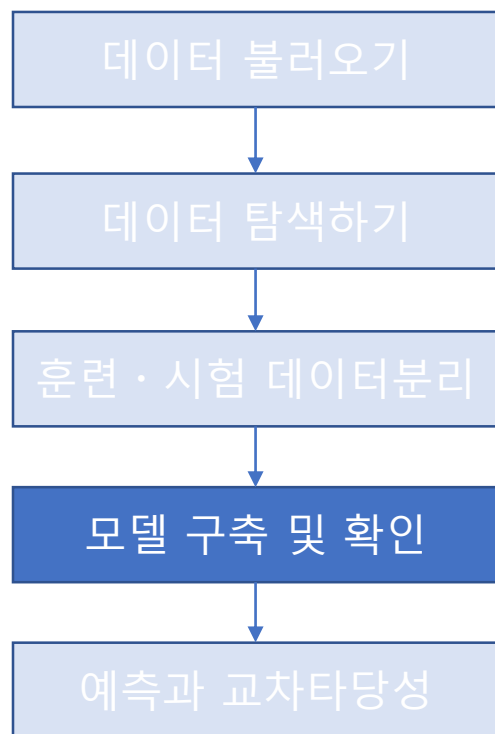 데이터 불러오기
데이터 탐색하기
훈련 · 시험 데이터분리
모델 구축 및 확인
예측과 교차타당성